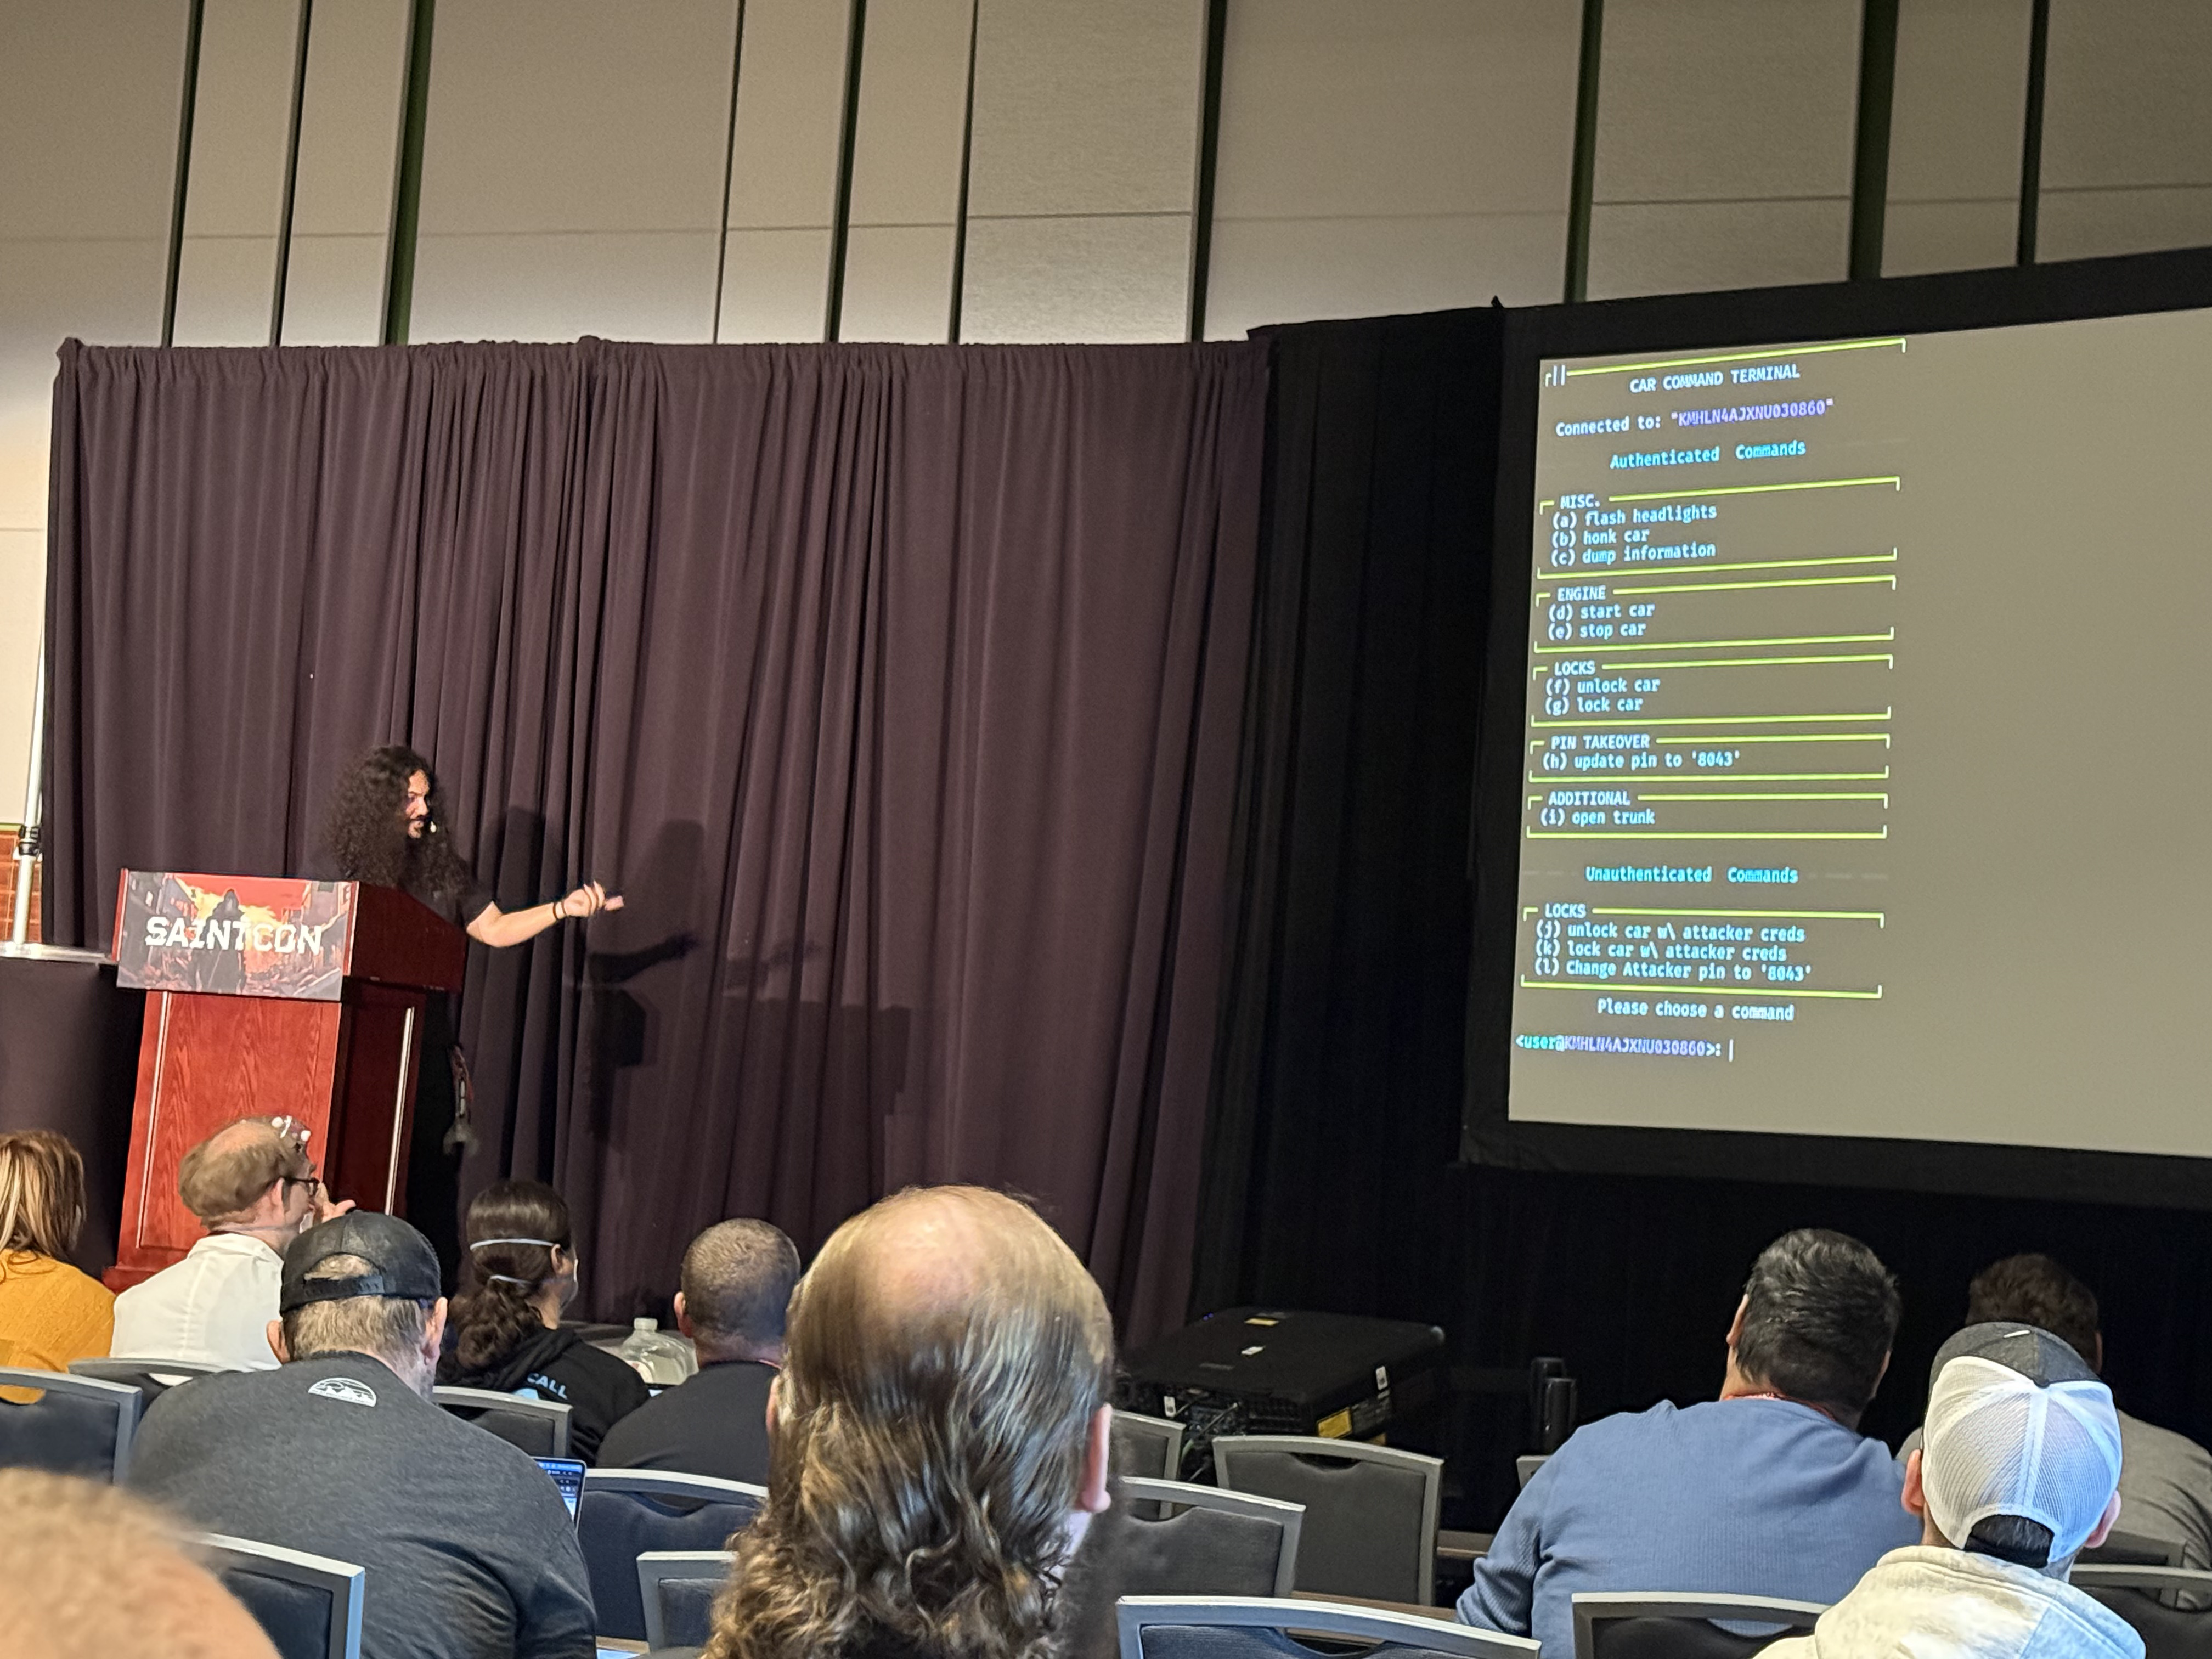 CAR COMMAND TERMINAL
Connected to: "KMHLN4AJXNU030860"
Authenticated Commands
MISC.
(a) flash headlights
(b) honk car
(c) dump information
ENGINE
(d) start car
(e) stop car
LOCKS
(f) unlock car
(g) lock car
PIN TAKEOVER
(h) update pin to '8043'
ADDITIONAL
(i) open trunk
Unauthenticated Commands
LOCKS
(j) unlock car w\ attacker creds
(k) lock car w\ attacker creds
(l) Change Attacker pin to '8043'
Please choose a command
<user@KMHLN4AJXNU030860>:
SAINTCON
CALL